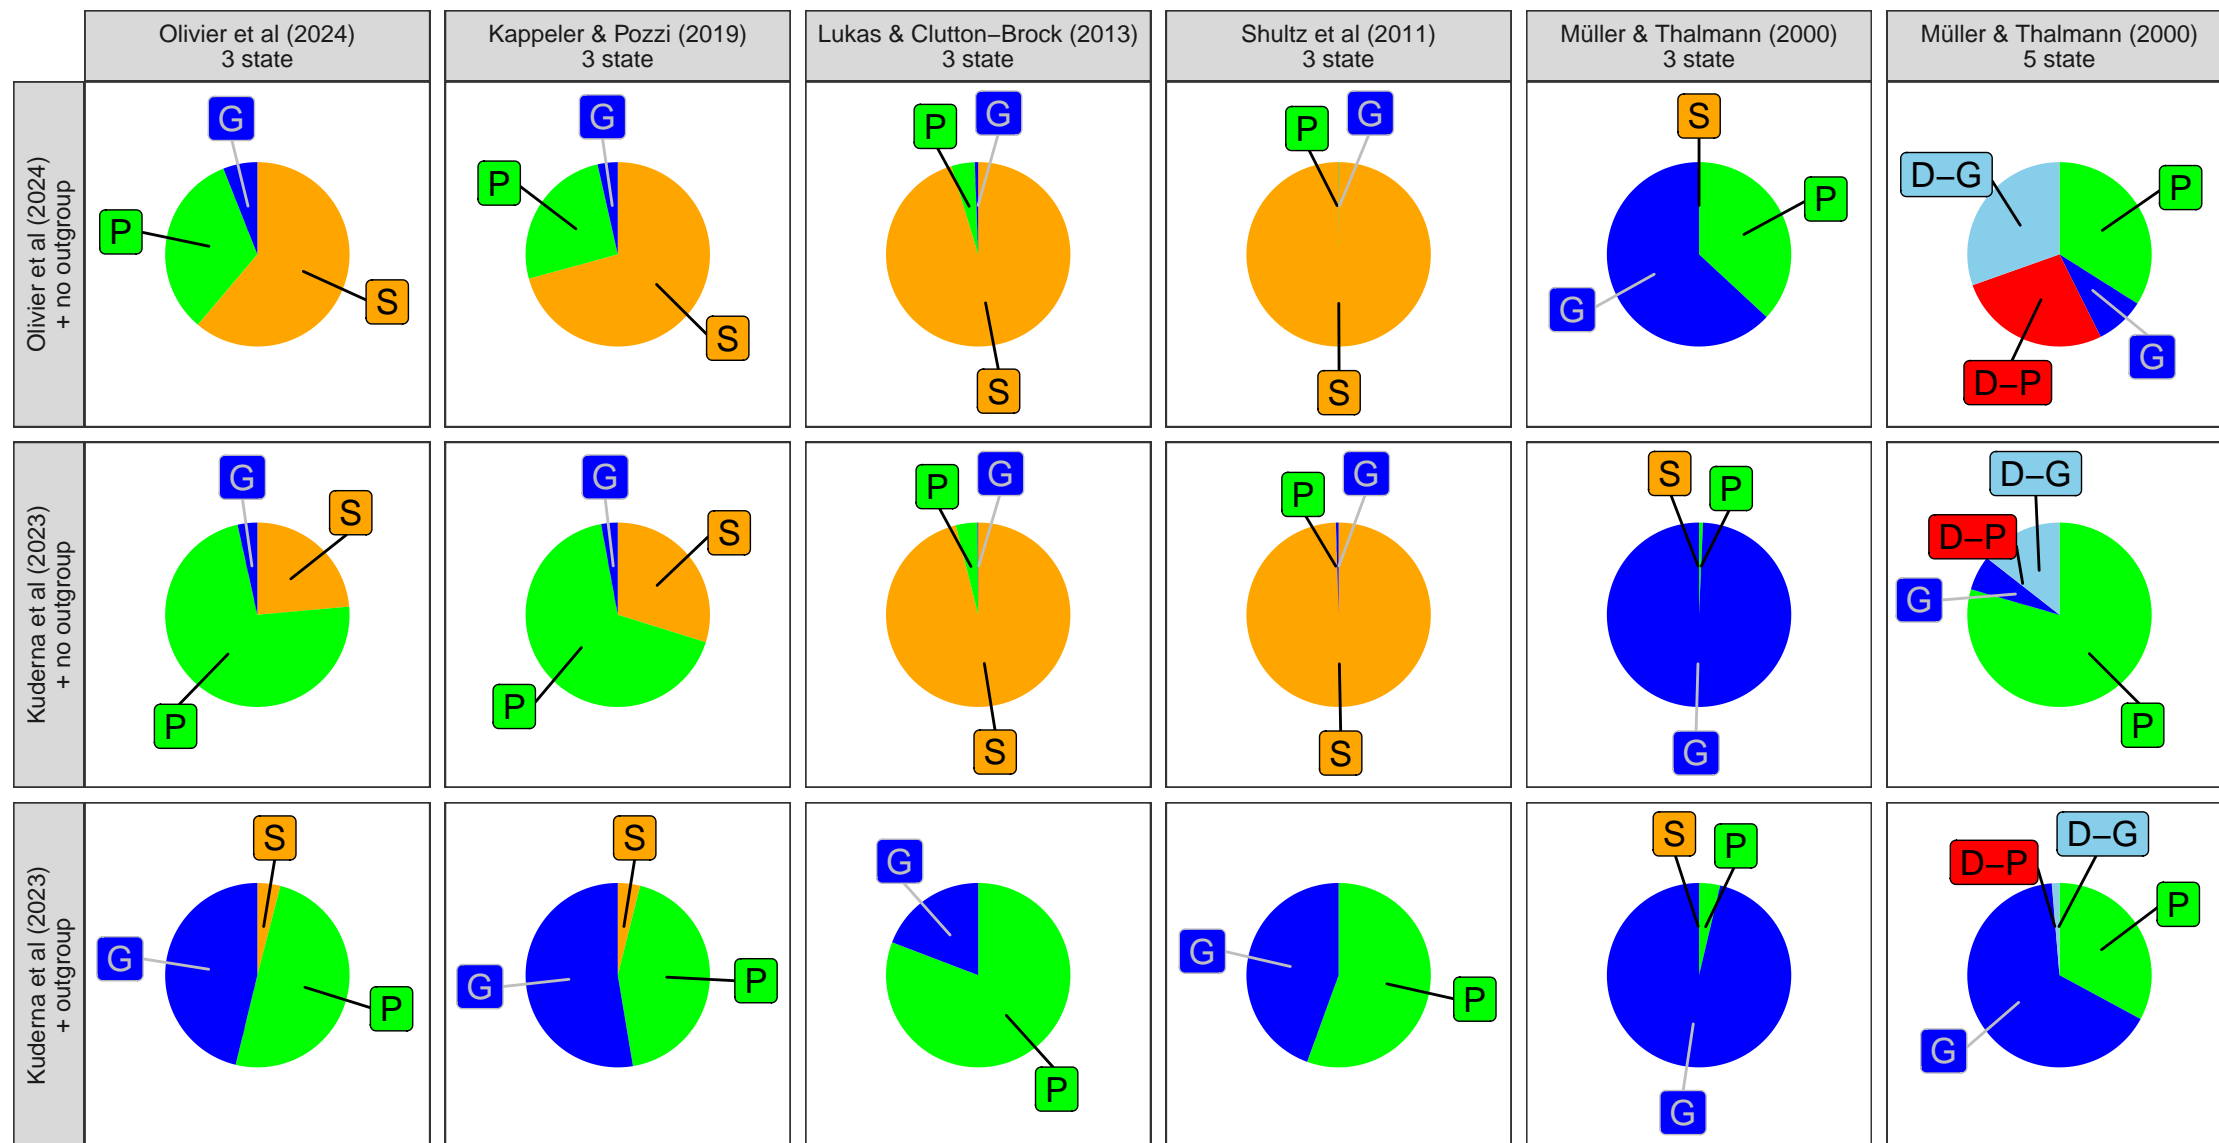 Olivier et al (2024)
3 state
Kappeler & Pozzi (2019)
3 state
Lukas & Clutton−Brock (2013)
3 state
Shultz et al (2011)
3 state
Müller & Thalmann (2000)
3 state
Müller & Thalmann (2000)
5 state
Olivier et al (2024)
+ no outgroup
G
P
S
G
P
S
P
G
S
P
G
S
S
P
G
D−G
P
G
D−P
Kuderna et al (2023)
+ no outgroup
G
S
P
G
S
P
P
G
S
P
G
S
S
P
G
D−G
D−P
G
P
Kuderna et al (2023)
+ outgroup
S
G
P
S
G
P
G
P
G
P
S
P
G
D−G
D−P
P
G